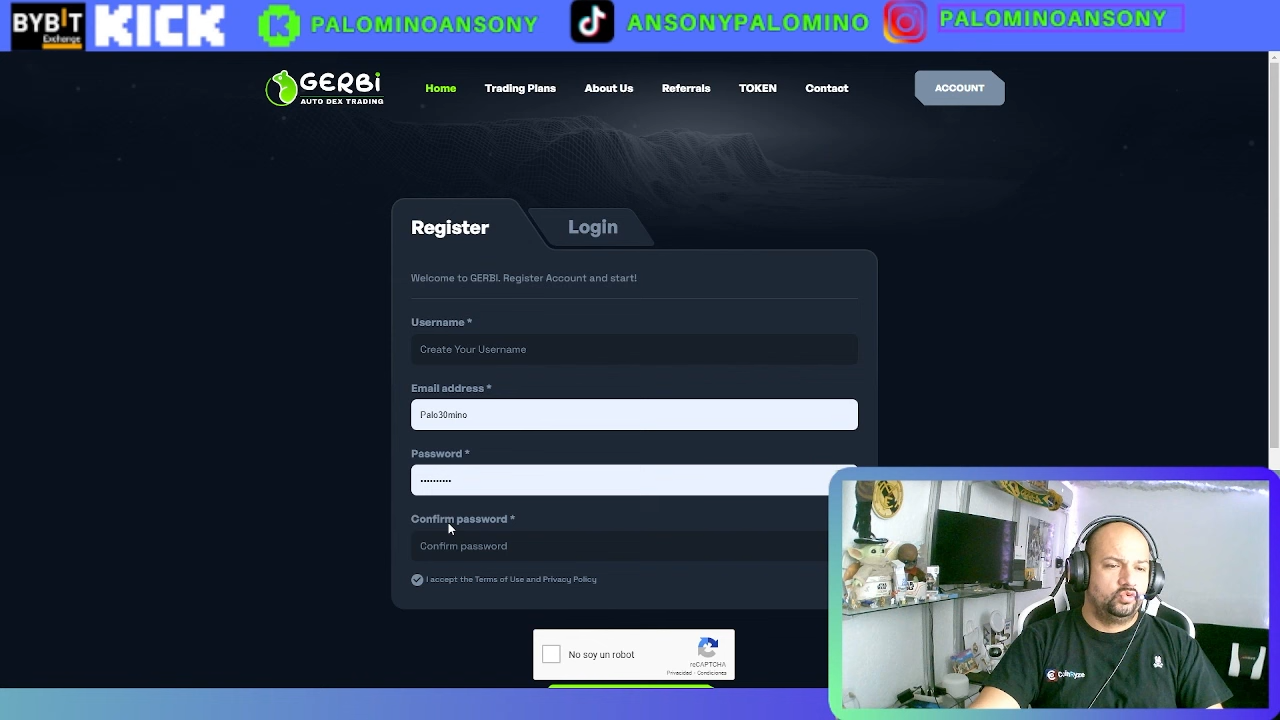 BYBIT
Exchange
KICK
PALOMINOANSONY
ANSONYPALOMINO
PALOMINOANSONY
GERBi
AUTO DEX TRADING
Home
Trading Plans
About Us
Referrals
TOKEN
Contact
ACCOUNT
Register
Login
Welcome to GERBI. Register Account and start!
Username *
Create Your Username
Email address *
Palo30mino
Password *
••••••••••
Confirm password *
Confirm password
I accept the Terms of Use and Privacy Policy
No soy un robot
reCAPTCHA
Privacidad - Condiciones